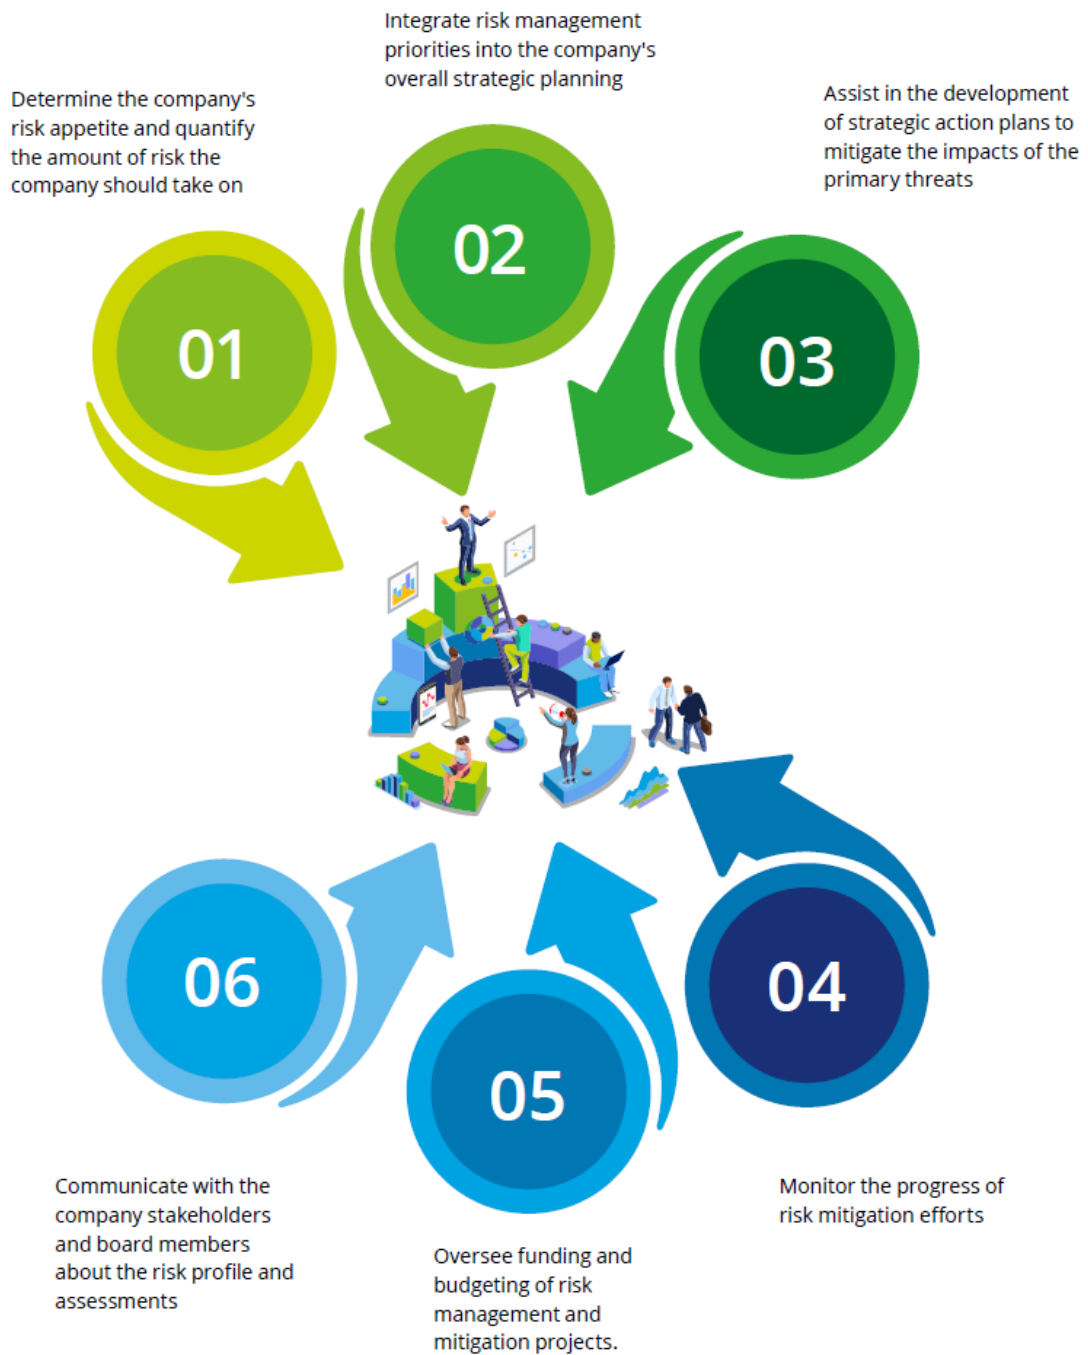 Determine the company's
risk appetite and quantify
the amount of risk the
company should take on
01
Integrate risk management
priorities into the company's
overall strategic planning
02
Assist in the development
of strategic action plans to
mitigate the impacts of the
primary threats
03
04
Monitor the progress of
risk mitigation efforts
05
Oversee funding and
budgeting of risk
management and
mitigation projects.
06
Communicate with the
company stakeholders
and board members
about the risk profile and
assessments